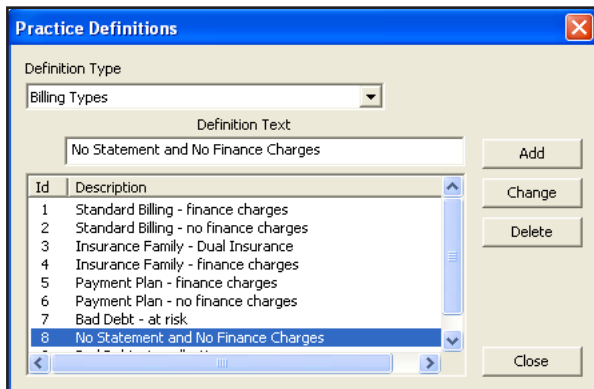 Practice Definitions
Definition Type
Billing Types
Definition Text
No Statement and No Finance Charges
Add
Id Description
Change
1 Standard Billing - finance charges
2 Standard Billing - no finance charges
Delete
3 Insurance Family - Dual Insurance
4 Insurance Family - finance charges
5 Payment Plan - finance charges
6 Payment Plan - no finance charges
7 Bad Debt - at risk
8 No Statement and No Finance Charges
Close